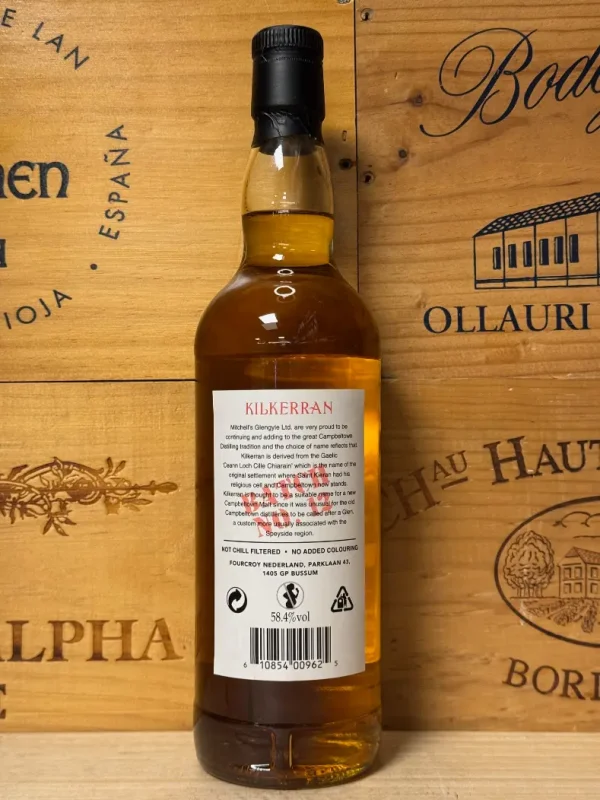 E LAN
ESPAÑA
IOJA
Bod
OLLAURI
HAU HAUT
BOR
ALPHA
KILKERRAN
Mitchell's Glengyle Ltd. are very proud to be
continuing and adding to the great Campbeltown
Distilling tradition and the choice of name reflects that.
Kilkerran is derived from the Gaelic
'Ceann Loch Cille Chiarain' which is the name of the
original settlement where Saint Kieran had his
religious cell and Campbeltown now stands.
Kilkerran is thought to be a suitable name for a new
Campbeltown Malt since it was unusual for the old
Campbeltown distilleries to be called after a Glen,
a custom more usually associated with the
Speyside region.
BATCH
NO
NOT CHILL FILTERED • NO ADDED COLOURING
FOURCROY NEDERLAND, PARKLAAN 43,
1405 GP BUSSUM
58.4%vol
6 10854 00962 5